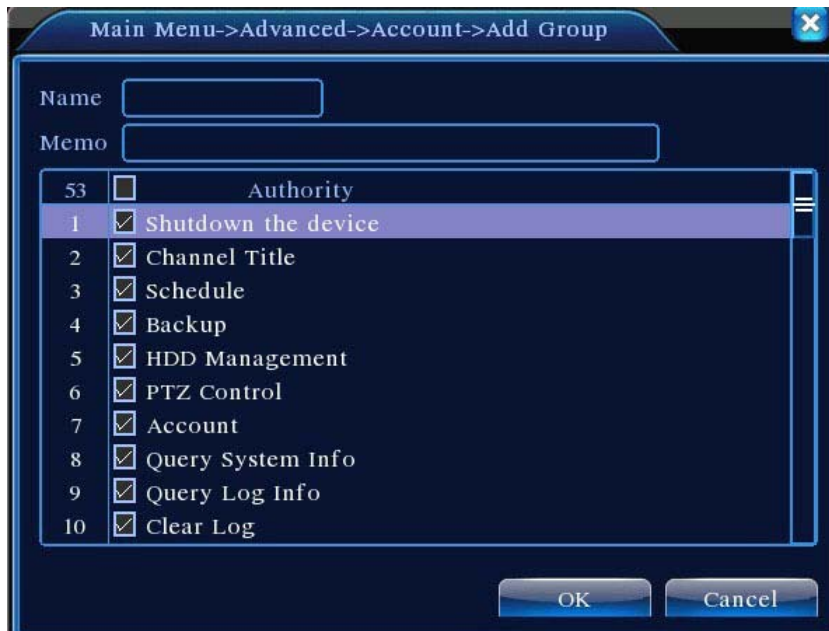 Main Menu->Advanced->Account->Add Group
Name
Memo
53 Authority
1 Shutdown the device
2 Channel Title
3 Schedule
4 Backup
5 HDD Management
6 PTZ Control
7 Account
8 Query System Info
9 Query Log Info
10 Clear Log
OK Cancel